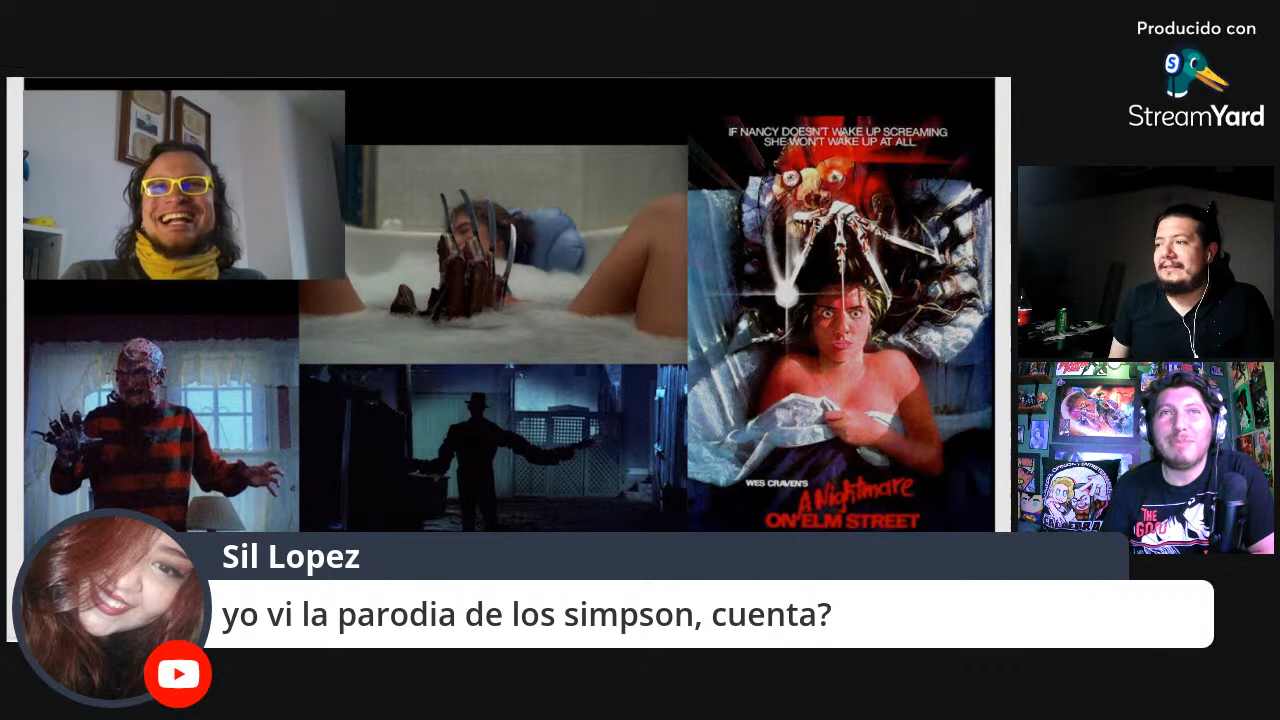 Producido con
StreamYard
IF NANCY DOESN'T WAKE UP SCREAMING
SHE WON'T WAKE UP AT ALL.
WES CRAVEN'S
A Nightmare
ON ELM STREET
THE
Sil Lopez
yo vi la parodia de los simpson, cuenta?